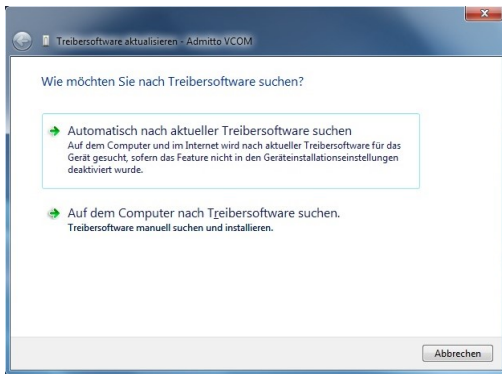 Treibersoftware aktualisieren - Admitto VCOM
Wie möchten Sie nach Treibersoftware suchen?
Automatisch nach aktueller Treibersoftware suchen
Auf dem Computer und im Internet wird nach aktueller Treibersoftware für das
Gerät gesucht, sofern das Feature nicht in den Geräteinstallationseinstellungen
deaktiviert wurde.
Auf dem Computer nach Treibersoftware suchen.
Treibersoftware manuell suchen und installieren.
Abbrechen